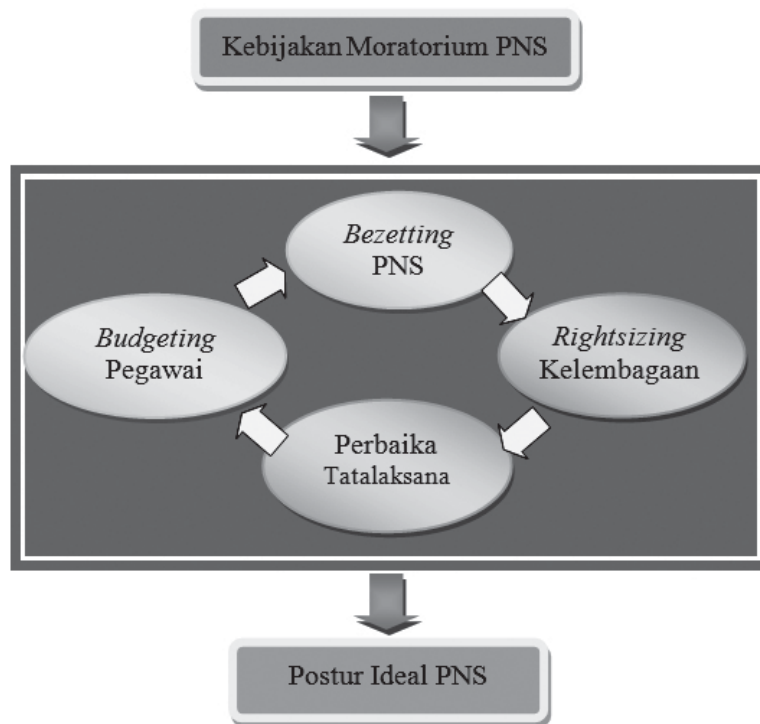 Kebijakan Moratorium PNS
Bezetting
PNS
Budgeting
Pegawai
Rightsizing
Kelembagaan
Perbaika
Tatalaksana
Postur Ideal PNS